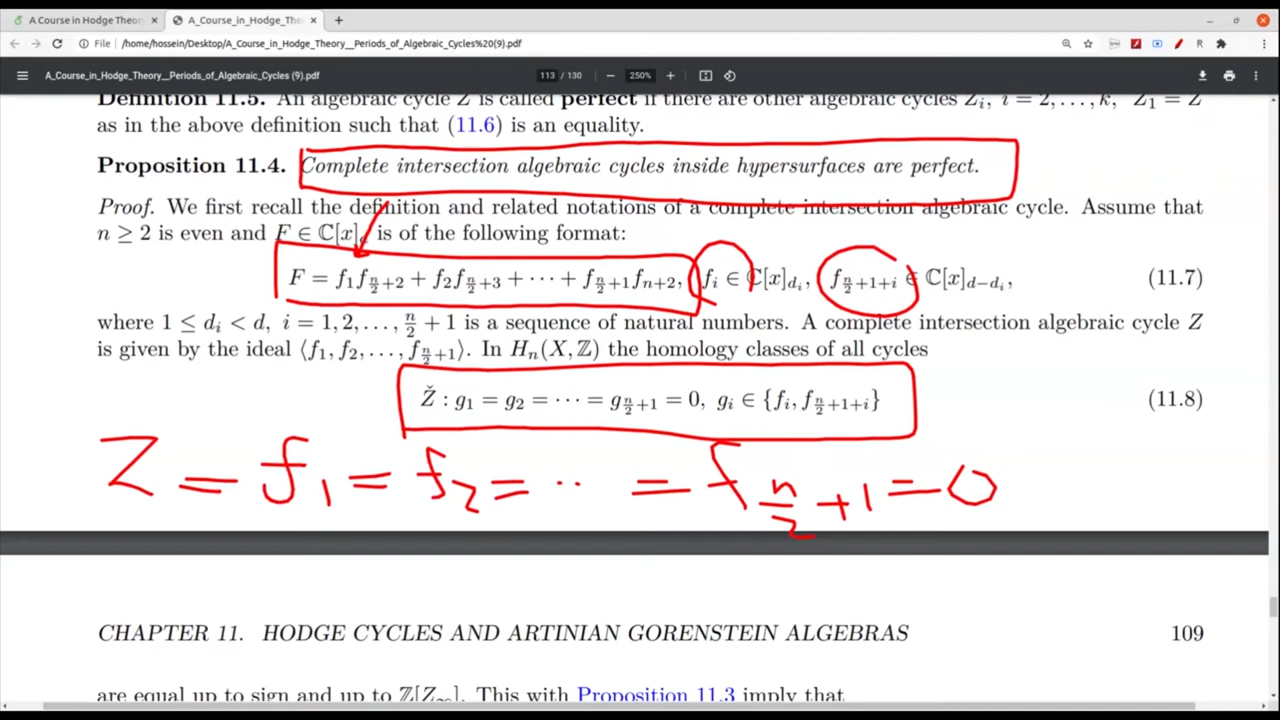 A Course in Hodge Theory
A_Course_in_Hodge_The
File /home/hossein/Desktop/A_Course_in_Hodge_Theory__Periods_of_Algebraic_Cycles%20(9).pdf
A_Course_in_Hodge_Theory__Periods_of_Algebraic_Cycles (9).pdf 113 / 130 250%
Definition 11.5. An algebraic cycle Z is called perfect if there are other algebraic cycles Z_i, i = 2, . . . , k, Z_1 = Z
as in the above definition such that (11.6) is an equality.
Proposition 11.4. Complete intersection algebraic cycles inside hypersurfaces are perfect.
Proof. We first recall the definition and related notations of a complete intersection algebraic cycle. Assume that
n ≥ 2 is even and F ∈ ℂ[x] is of the following format:
F = f_1 f_{n/2+2} + f_2 f_{n/2+3} + · · · + f_{n/2+1} f_{n+2}, f_i ∈ ℂ[x]_{d_i}, f_{n/2+1+i} ∈ ℂ[x]_{d−d_i}, (11.7)
where 1 ≤ d_i < d, i = 1, 2, . . . , n/2 + 1 is a sequence of natural numbers. A complete intersection algebraic cycle Z
is given by the ideal ⟨f_1, f_2, . . . , f_{n/2+1}⟩. In H_n(X, ℤ) the homology classes of all cycles
Ž : g_1 = g_2 = · · · = g_{n/2+1} = 0, g_i ∈ {f_i, f_{n/2+1+i}} (11.8)
Z = f_1 = f_2 = ·· = f_{n/2+1} = 0
CHAPTER 11. HODGE CYCLES AND ARTINIAN GORENSTEIN ALGEBRAS 109
are equal up to sign and up to ℤ[Z_∞]. This with Proposition 11.3 imply that